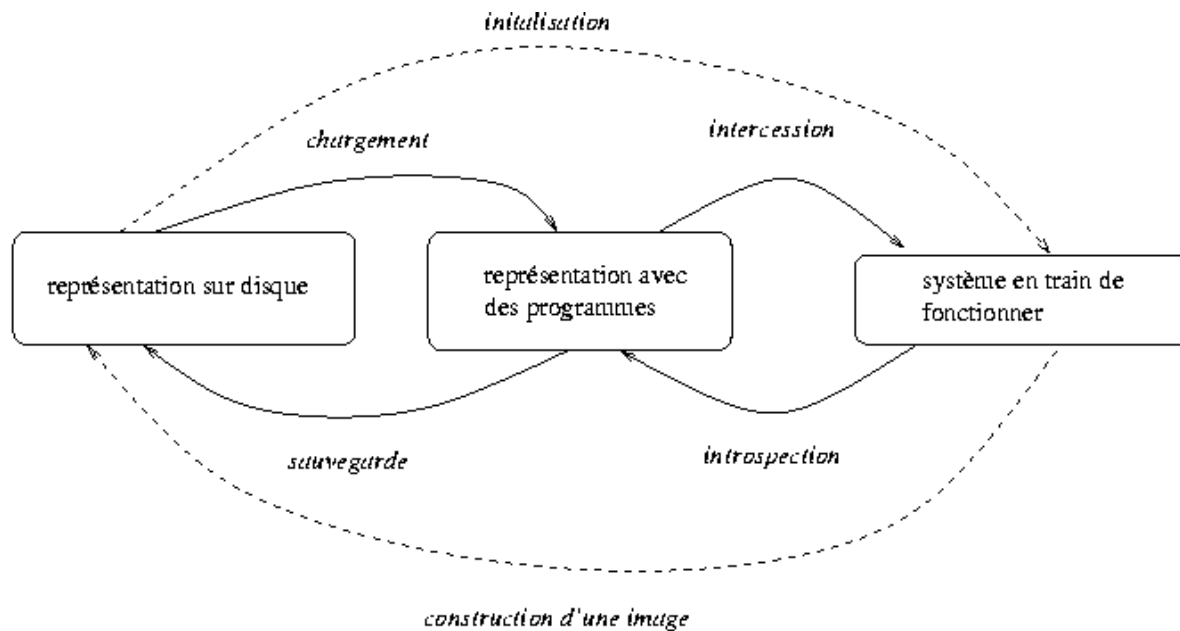 initalisation
chargement
intercession
représentation sur disque
représentation avec
des programmes
système en train de
fonctionner
sauvegarde
introspection
construction d'une image